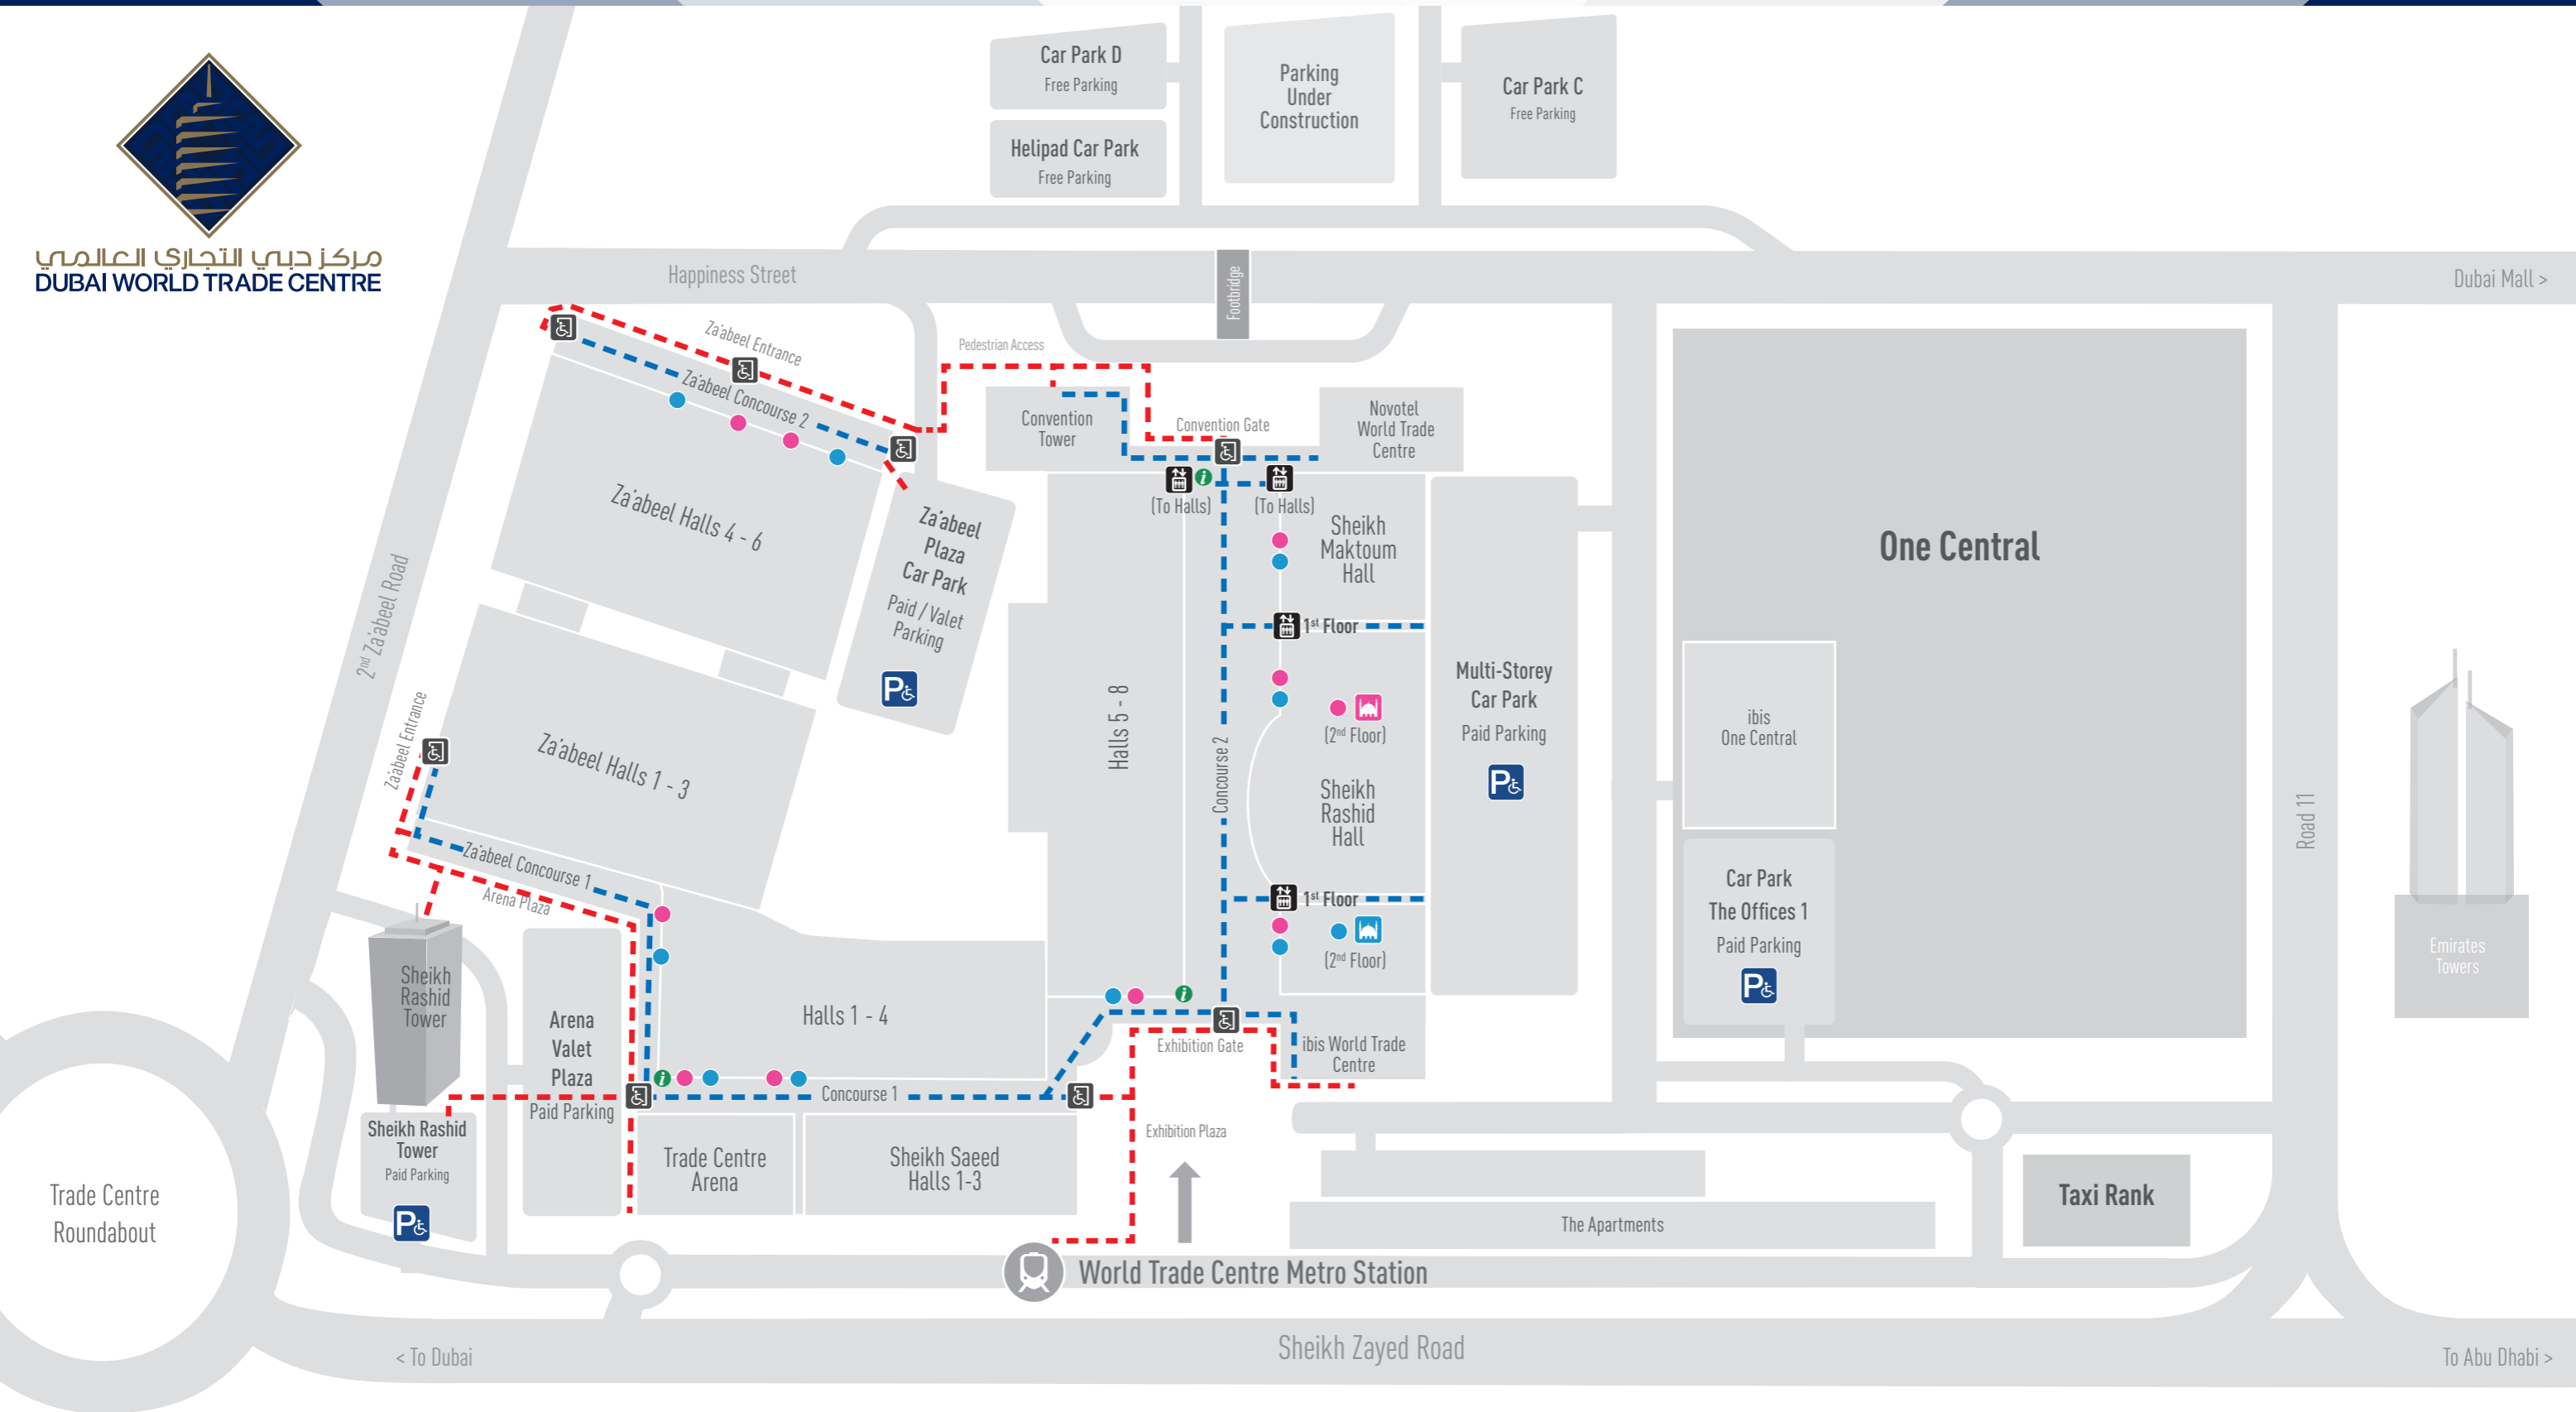 مركز دبي التجاري العالمي
DUBAI WORLD TRADE CENTRE
Car Park D
Free Parking
Helipad Car Park
Free Parking
Parking
Under
Construction
Car Park C
Free Parking
Happiness Street
Footbridge
Dubai Mall >
Za'abeel Entrance
Za'abeel Concourse 2
Pedestrian Access
Convention
Tower
Convention Gate
Novotel
World Trade
Centre
(To Halls)
(To Halls)
Za'abeel Halls 4 - 6
Za'abeel
Plaza
Car Park
Paid / Valet
Parking
P
Sheikh
Maktoum
Hall
1st Floor
One Central
2nd Za'abeel Road
Za'abeel Entrance
Za'abeel Halls 1 - 3
Halls 5 - 8
Concourse 2
(2nd Floor)
Sheikh
Rashid
Hall
Multi-Storey
Car Park
Paid Parking
P
ibis
One Central
Road 11
Za'abeel Concourse 1
Arena Plaza
1st Floor
(2nd Floor)
Car Park
The Offices 1
Paid Parking
P
Emirates
Towers
Sheikh
Rashid
Tower
Arena
Valet
Plaza
Paid Parking
Halls 1 - 4
Exhibition Gate
ibis World Trade
Centre
Concourse 1
Sheikh Rashid
Tower
Paid Parking
P
Trade Centre
Arena
Sheikh Saeed
Halls 1-3
Exhibition Plaza
The Apartments
Taxi Rank
Trade Centre
Roundabout
World Trade Centre Metro Station
< To Dubai
Sheikh Zayed Road
To Abu Dhabi >